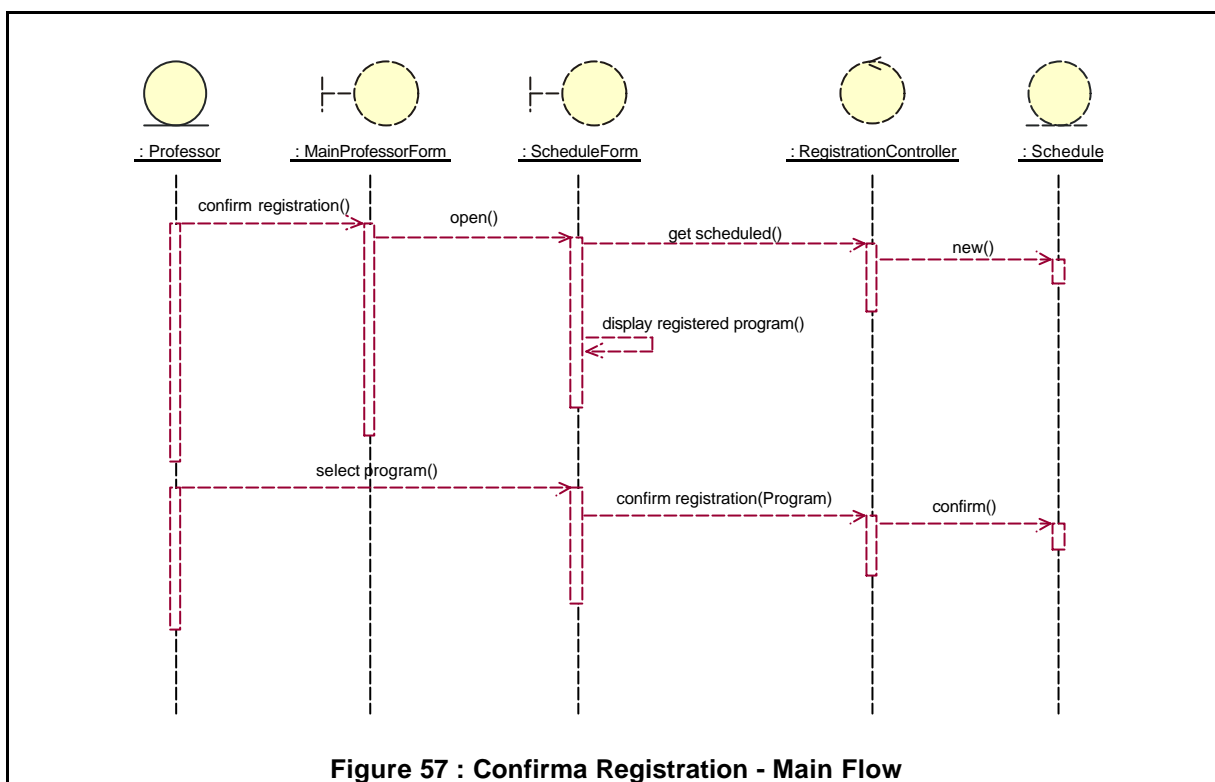 : Professor
: MainProfessorForm
: ScheduleForm
: RegistrationController
: Schedule
confirm registration()
open()
get scheduled()
new()
display registered program()
select program()
confirm registration(Program)
confirm()
Figure 57 : Confirma Registration - Main Flow